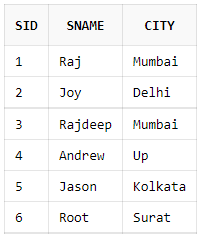 SID SNAME CITY
1 Raj Mumbai
2 Joy Delhi
3 Rajdeep Mumbai
4 Andrew Up
5 Jason Kolkata
6 Root Surat